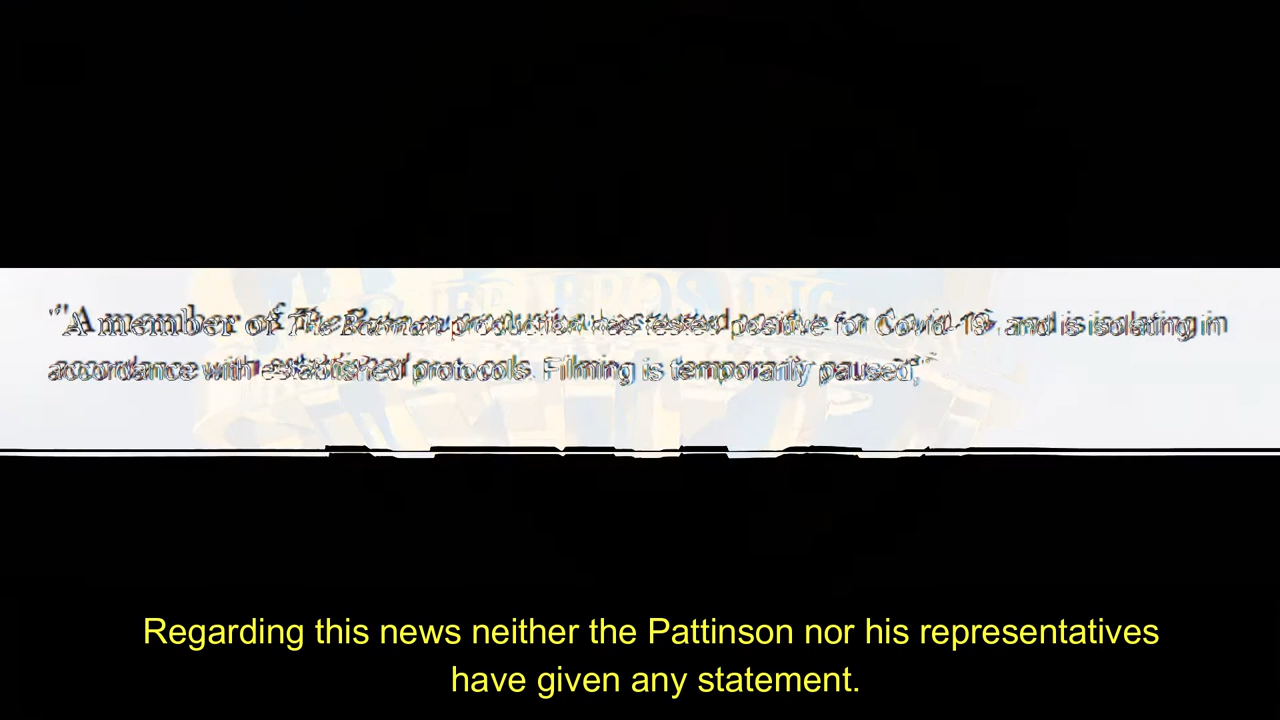 "A member of The Batman production has tested positive for Covid-19, and is isolating in
accordance with established protocols. Filming is temporarily paused,"
Regarding this news neither the Pattinson nor his representatives
have given any statement.